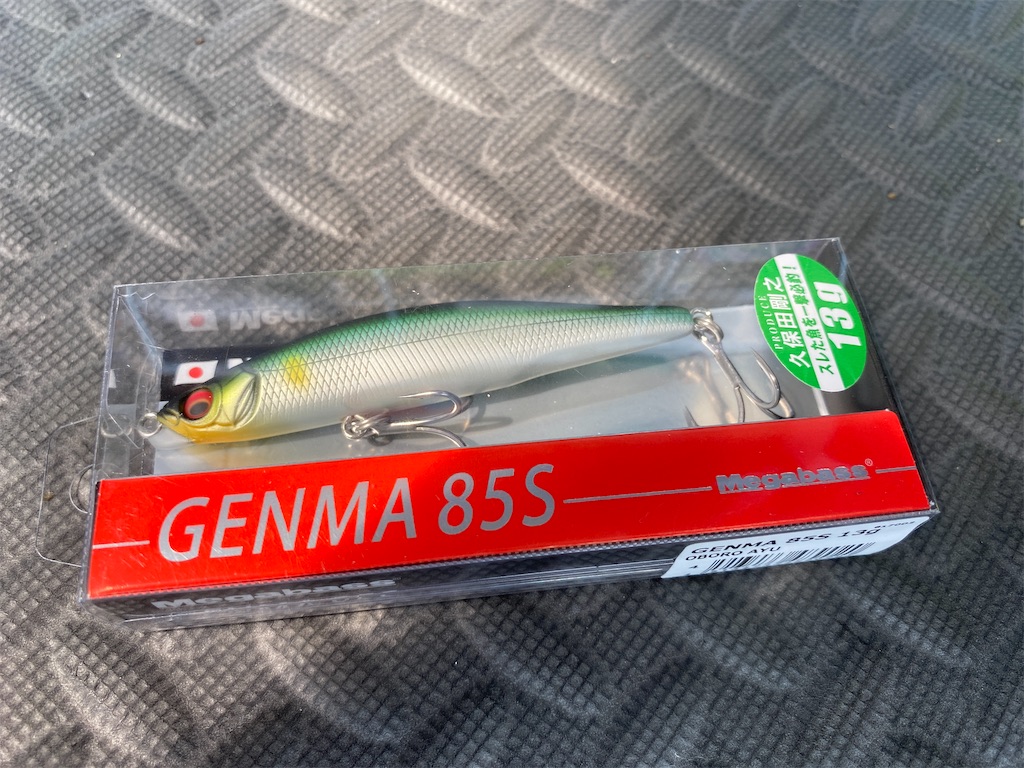 PRODUCE
久保田剛之
スレた魚を一撃必釣!
13g
GENMA 85S
Megabass®
GENMA 85S 13g
OBORO AYU
Megabass